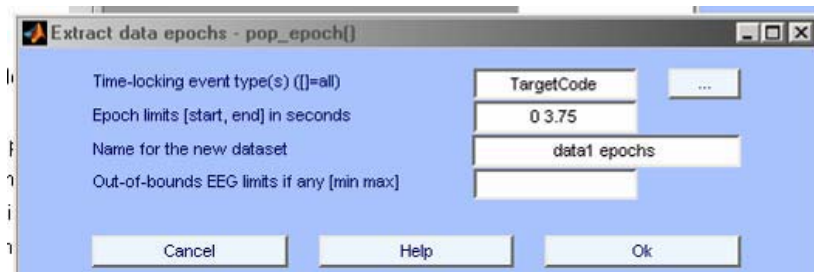 Extract data epochs - pop_epoch()
Time-locking event type(s) ([]=all) TargetCode ...
Epoch limits [start, end] in seconds 0 3.75
Name for the new dataset data1 epochs
Out-of-bounds EEG limits if any [min max]
Cancel Help Ok